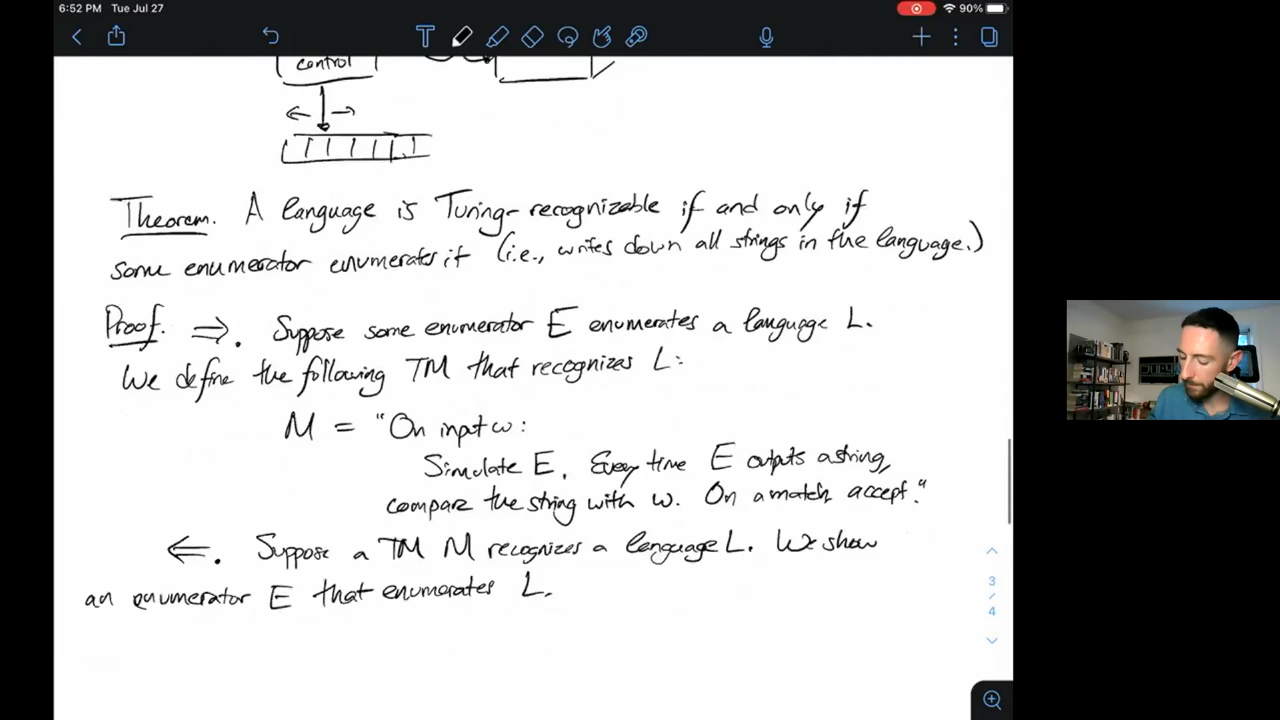 6:52 PM Tue Jul 27
90%
control
Theorem. A language is Turing-recognizable if and only if
some enumerator enumerates it (i.e., writes down all strings in the language.)
Proof. ⇒. Suppose some enumerator E enumerates a language L.
We define the following TM that recognizes L:
M = "On input w:
Simulate E. Every time E outputs a string,
compare the string with w. On a match accept."
⇐. Suppose a TM M recognizes a language L. We show
an enumerator E that enumerates L.
3
/
4